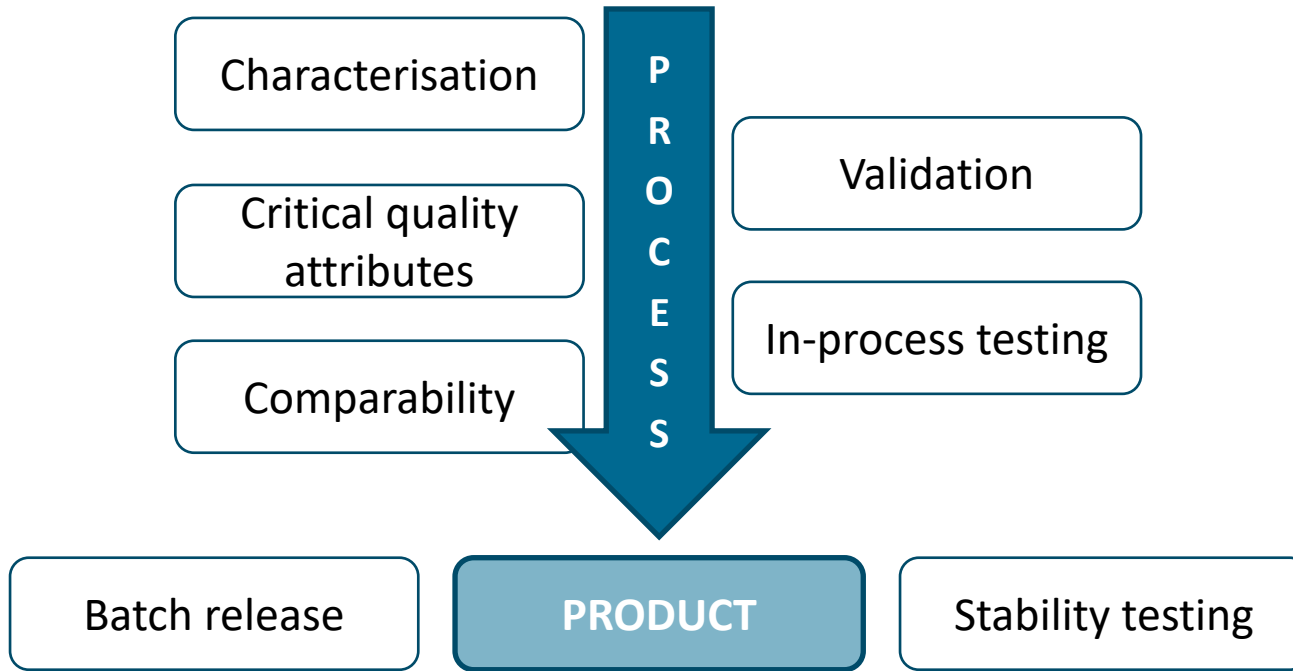 Characterisation
Critical quality
attributes
Comparability
P
R
O
C
E
S
S
Validation
In-process testing
Batch release
PRODUCT
Stability testing